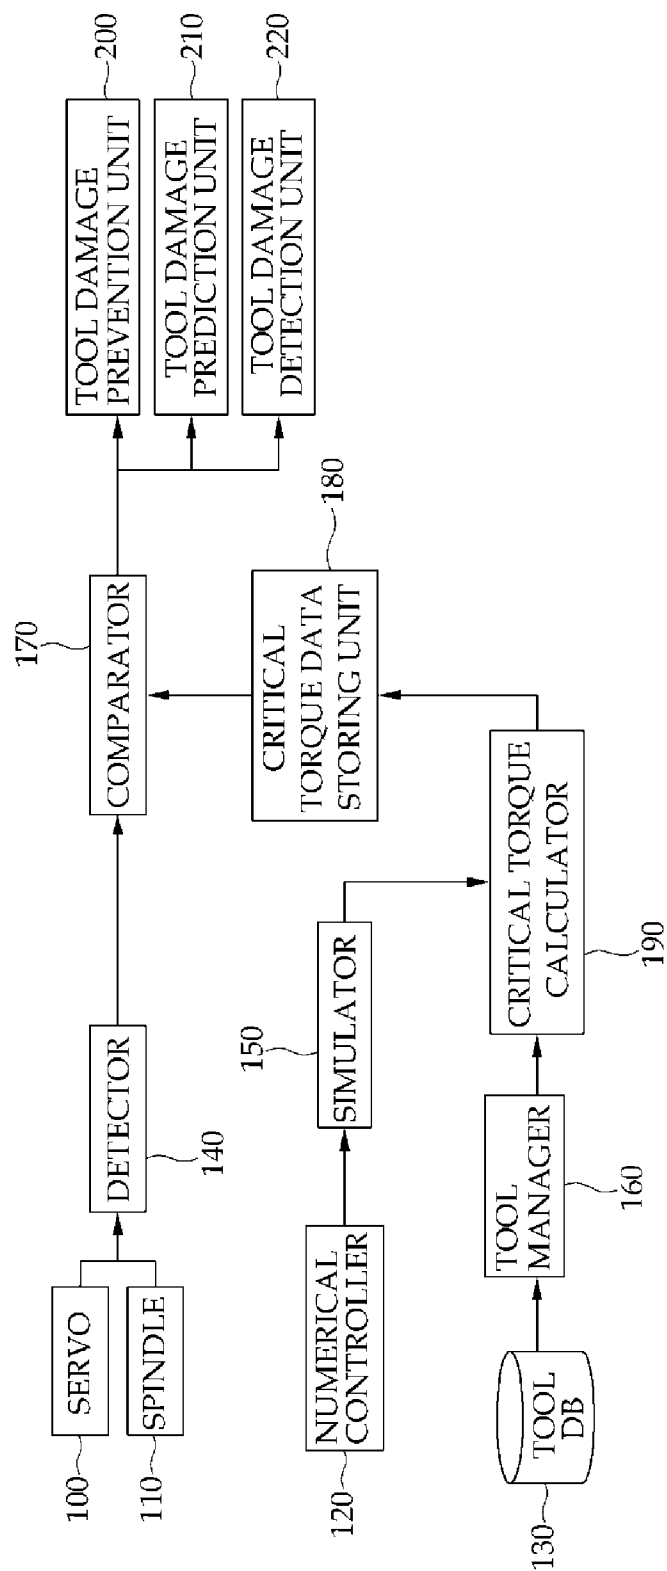 100
SERVO
110
SPINDLE
DETECTOR
140
170
COMPARATOR
TOOL DAMAGE
PREVENTION UNIT
200
TOOL DAMAGE
PREDICTION UNIT
210
TOOL DAMAGE
DETECTION UNIT
220
120
NUMERICAL
CONTROLLER
150
SIMULATOR
CRITICAL
TORQUE DATA
STORING UNIT
180
130
TOOL
DB
TOOL
MANAGER
160
CRITICAL TORQUE
CALCULATOR
190